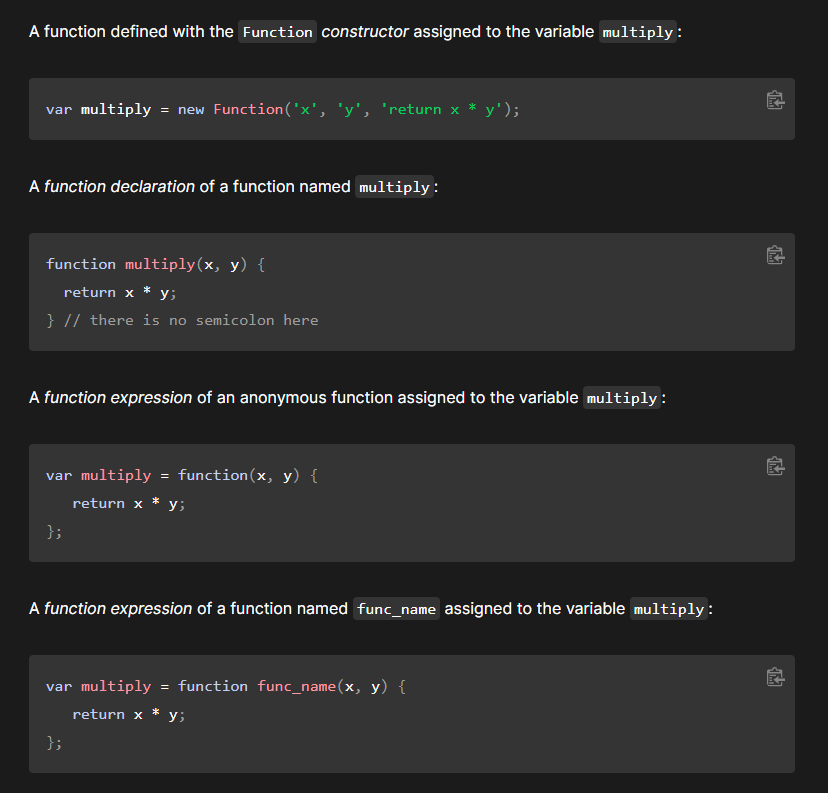 A function defined with the Function constructor assigned to the variable multiply:
var multiply = new Function('x', 'y', 'return x * y');
A function declaration of a function named multiply:
function multiply(x, y) {
  return x * y;
} // there is no semicolon here
A function expression of an anonymous function assigned to the variable multiply:
var multiply = function(x, y) {
   return x * y;
};
A function expression of a function named func_name assigned to the variable multiply:
var multiply = function func_name(x, y) {
   return x * y;
};